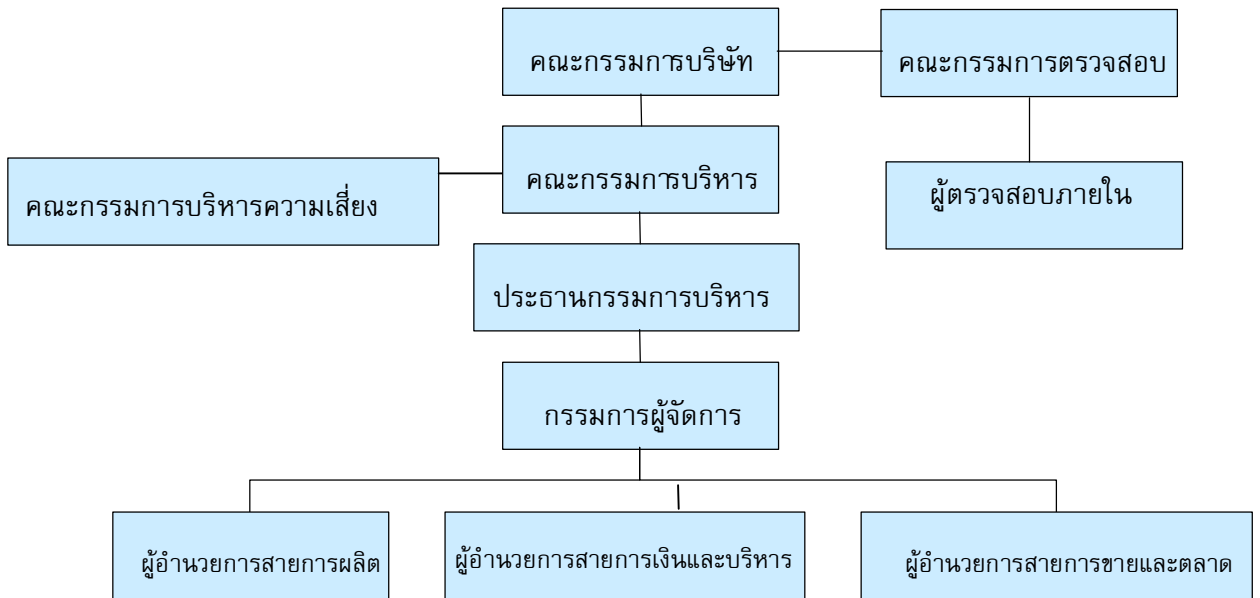 คณะกรรมการบริษัท
คณะกรรมการตรวจสอบ
คณะกรรมการบริหาร
ผู้ตรวจสอบภายใน
คณะกรรมการบริหารความเสี่ยง
ประธานกรรมการบริหาร
กรรมการผู้จัดการ
ผู้อำนวยการสายการผลิต
ผู้อำนวยการสายการเงินและบริหาร
ผู้อำนวยการสายการขายและตลาด